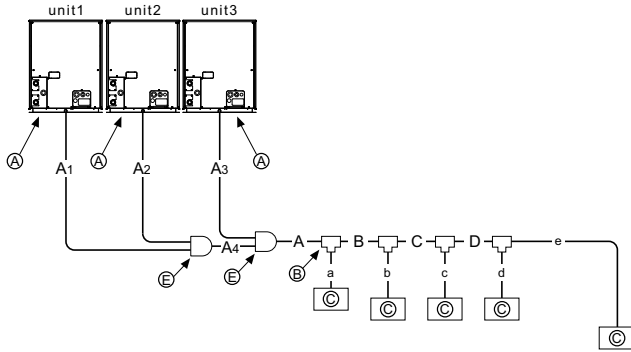 unit1 unit2 unit3
A A A
A1 A2 A3
A4 A B C D e
E E B
a b c d
C C C C
C